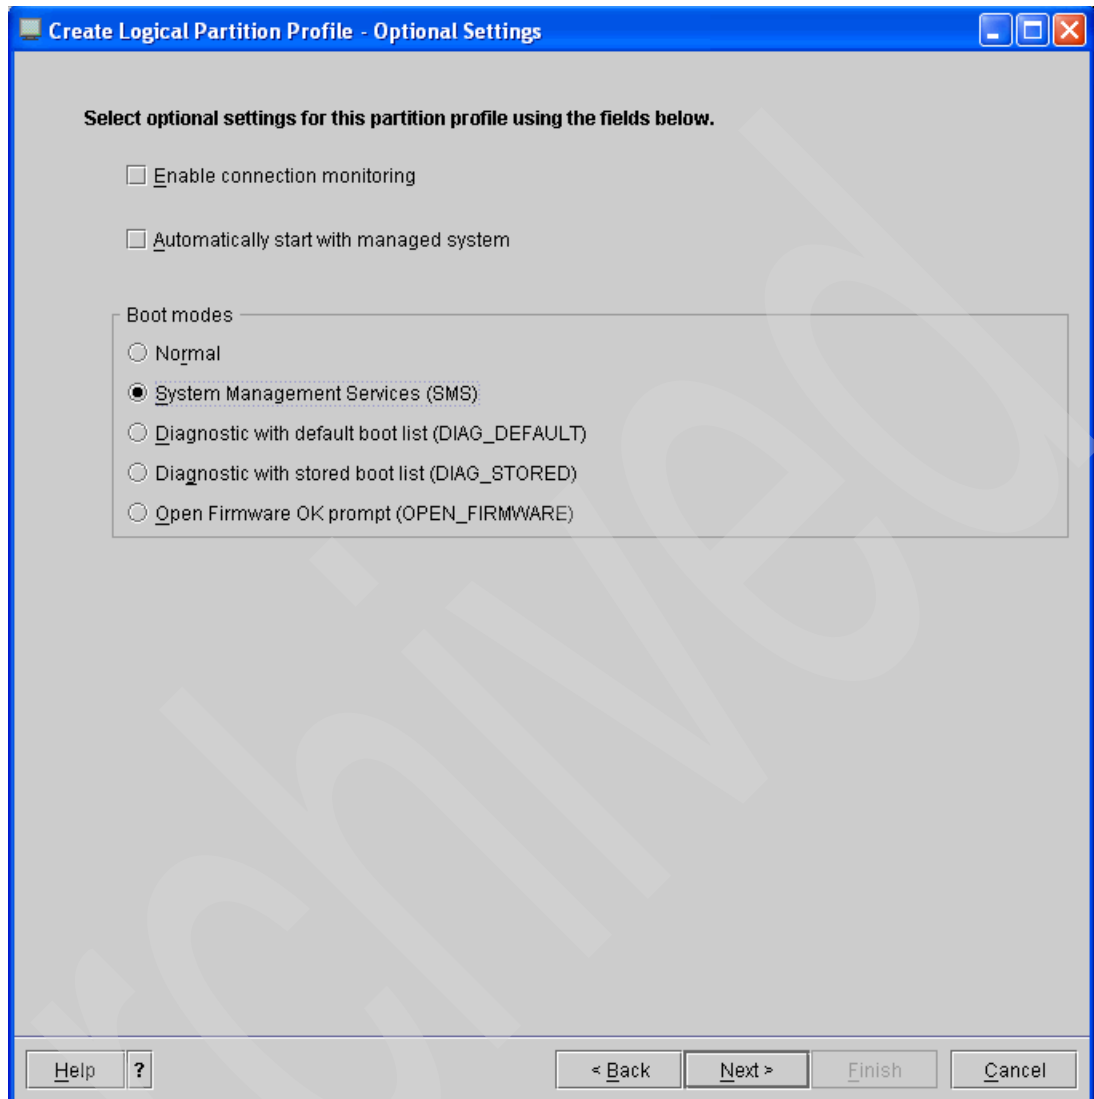 Create Logical Partition Profile - Optional Settings
Select optional settings for this partition profile using the fields below.
Enable connection monitoring
Automatically start with managed system
Boot modes
Normal
System Management Services (SMS)
Diagnostic with default boot list (DIAG_DEFAULT)
Diagnostic with stored boot list (DIAG_STORED)
Open Firmware OK prompt (OPEN_FIRMWARE)
Help ? < Back Next > Finish Cancel
rchived